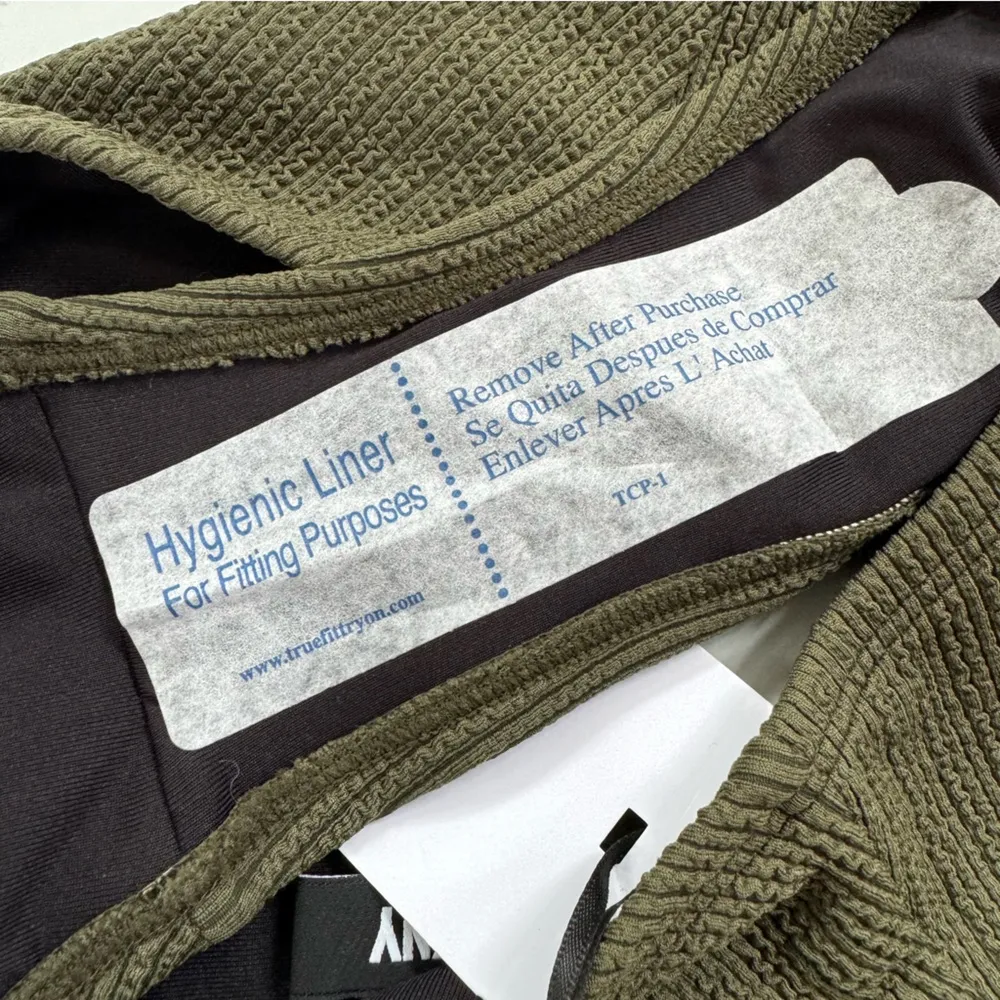 Hygienic Liner
For Fitting Purposes
www.truefittryon.com
Remove After Purchase
Se Quita Despues de Comprar
Enlever Apres L' Achat
TCP-1